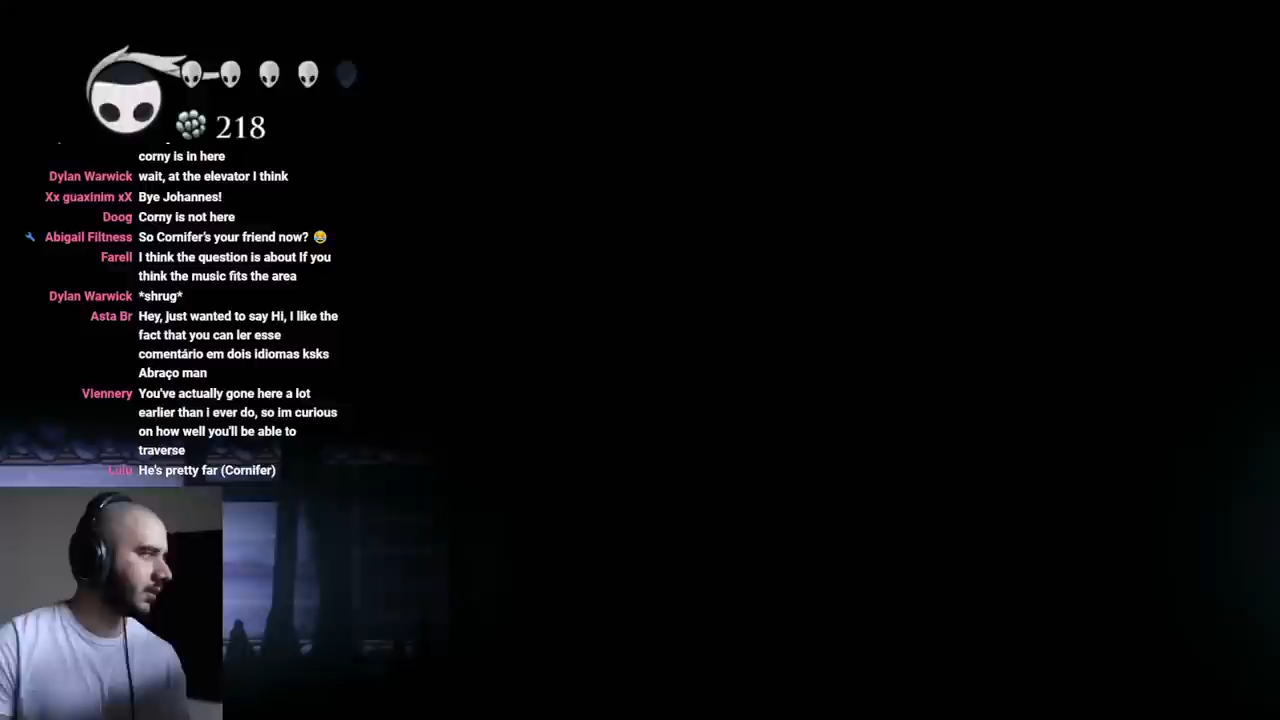 218
corny is in here
Dylan Warwick wait, at the elevator I think
Xx guaxinim xX Bye Johannes!
Doog Corny is not here
Abigail Filtness So Cornifer's your friend now? 😂
Farell I think the question is about If you
think the music fits the area
Dylan Warwick *shrug*
Asta Br Hey, Just wanted to say Hi, I like the
fact that you can ler esse
comentário em dois idiomas ksks
Abraço man
Vlennery You've actually gone here a lot
earlier than i ever do, so im curious
on how well you'll be able to
traverse
Lulu He's pretty far (Cornifer)